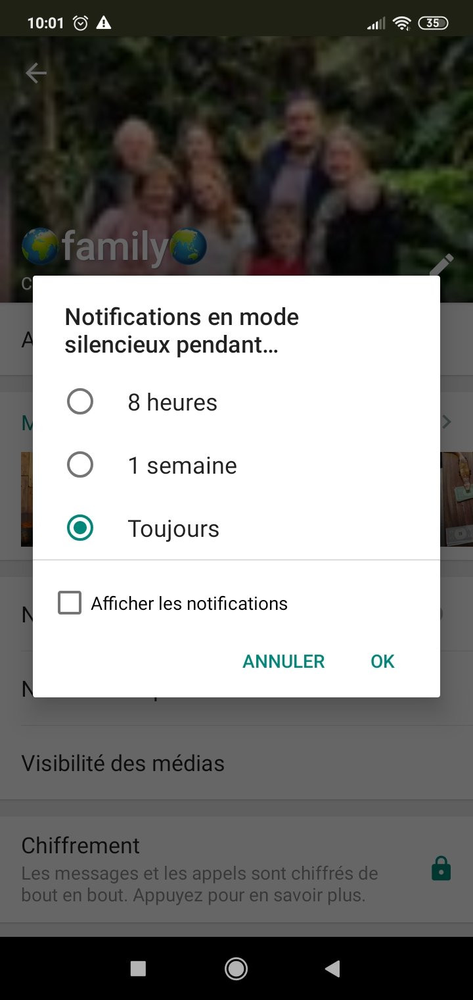 10:01
35
🌍family🌏
C
Notifications en mode
silencieux pendant…
A
8 heures
M
1 semaine
Toujours
Afficher les notifications
N
ANNULER OK
N
Visibilité des médias
Chiffrement
Les messages et les appels sont chiffrés de
bout en bout. Appuyez pour en savoir plus.